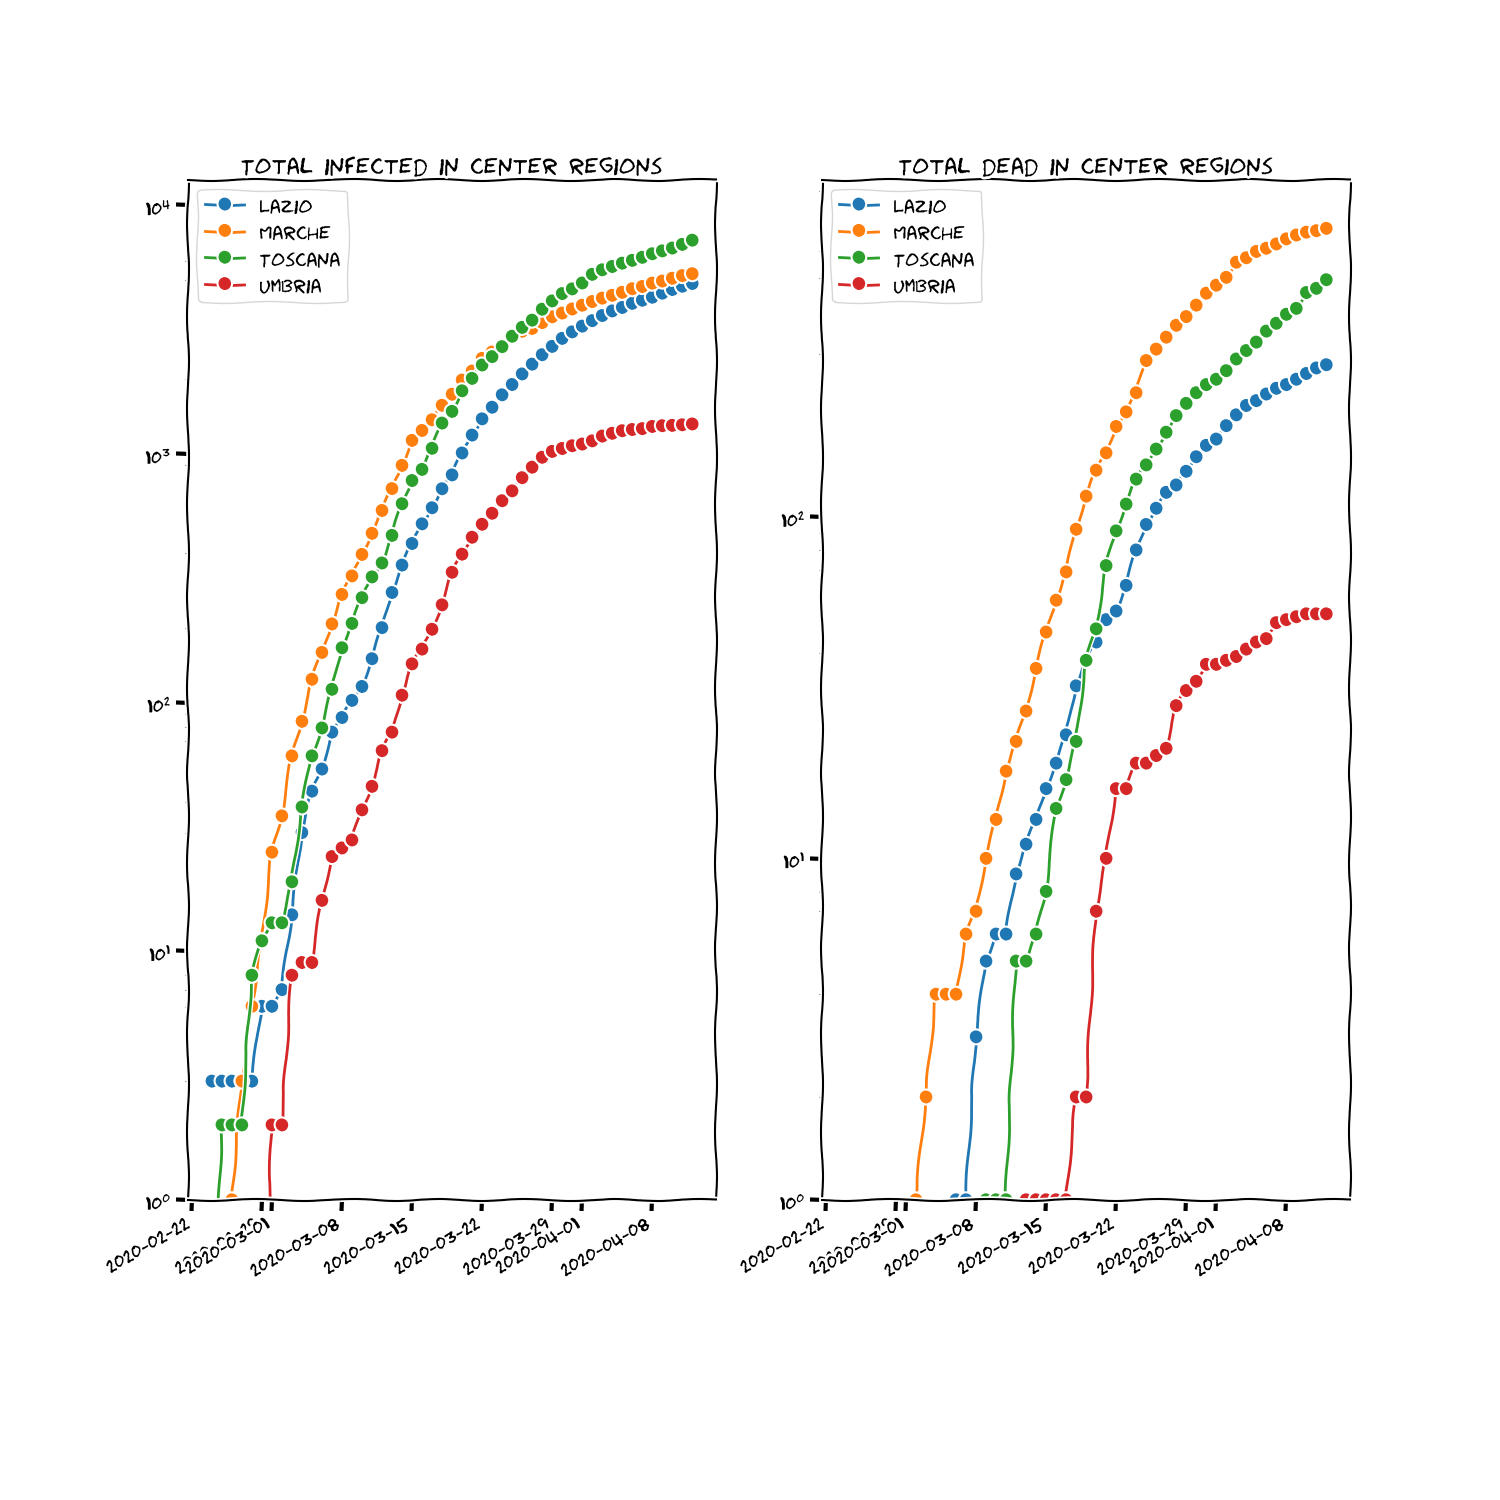 TOTAL INFECTED IN CENTER REGIONS
10⁴
10³
10²
10¹
10⁰
LAZIO
MARCHE
TOSCANA
UMBRIA
2020-02-22
2020-03-01
2020-03-08
2020-03-15
2020-03-22
2020-03-29
2020-04-01
2020-04-08
TOTAL DEAD IN CENTER REGIONS
10²
10¹
10⁰
LAZIO
MARCHE
TOSCANA
UMBRIA
2020-02-22
2020-03-01
2020-03-08
2020-03-15
2020-03-22
2020-03-29
2020-04-01
2020-04-08